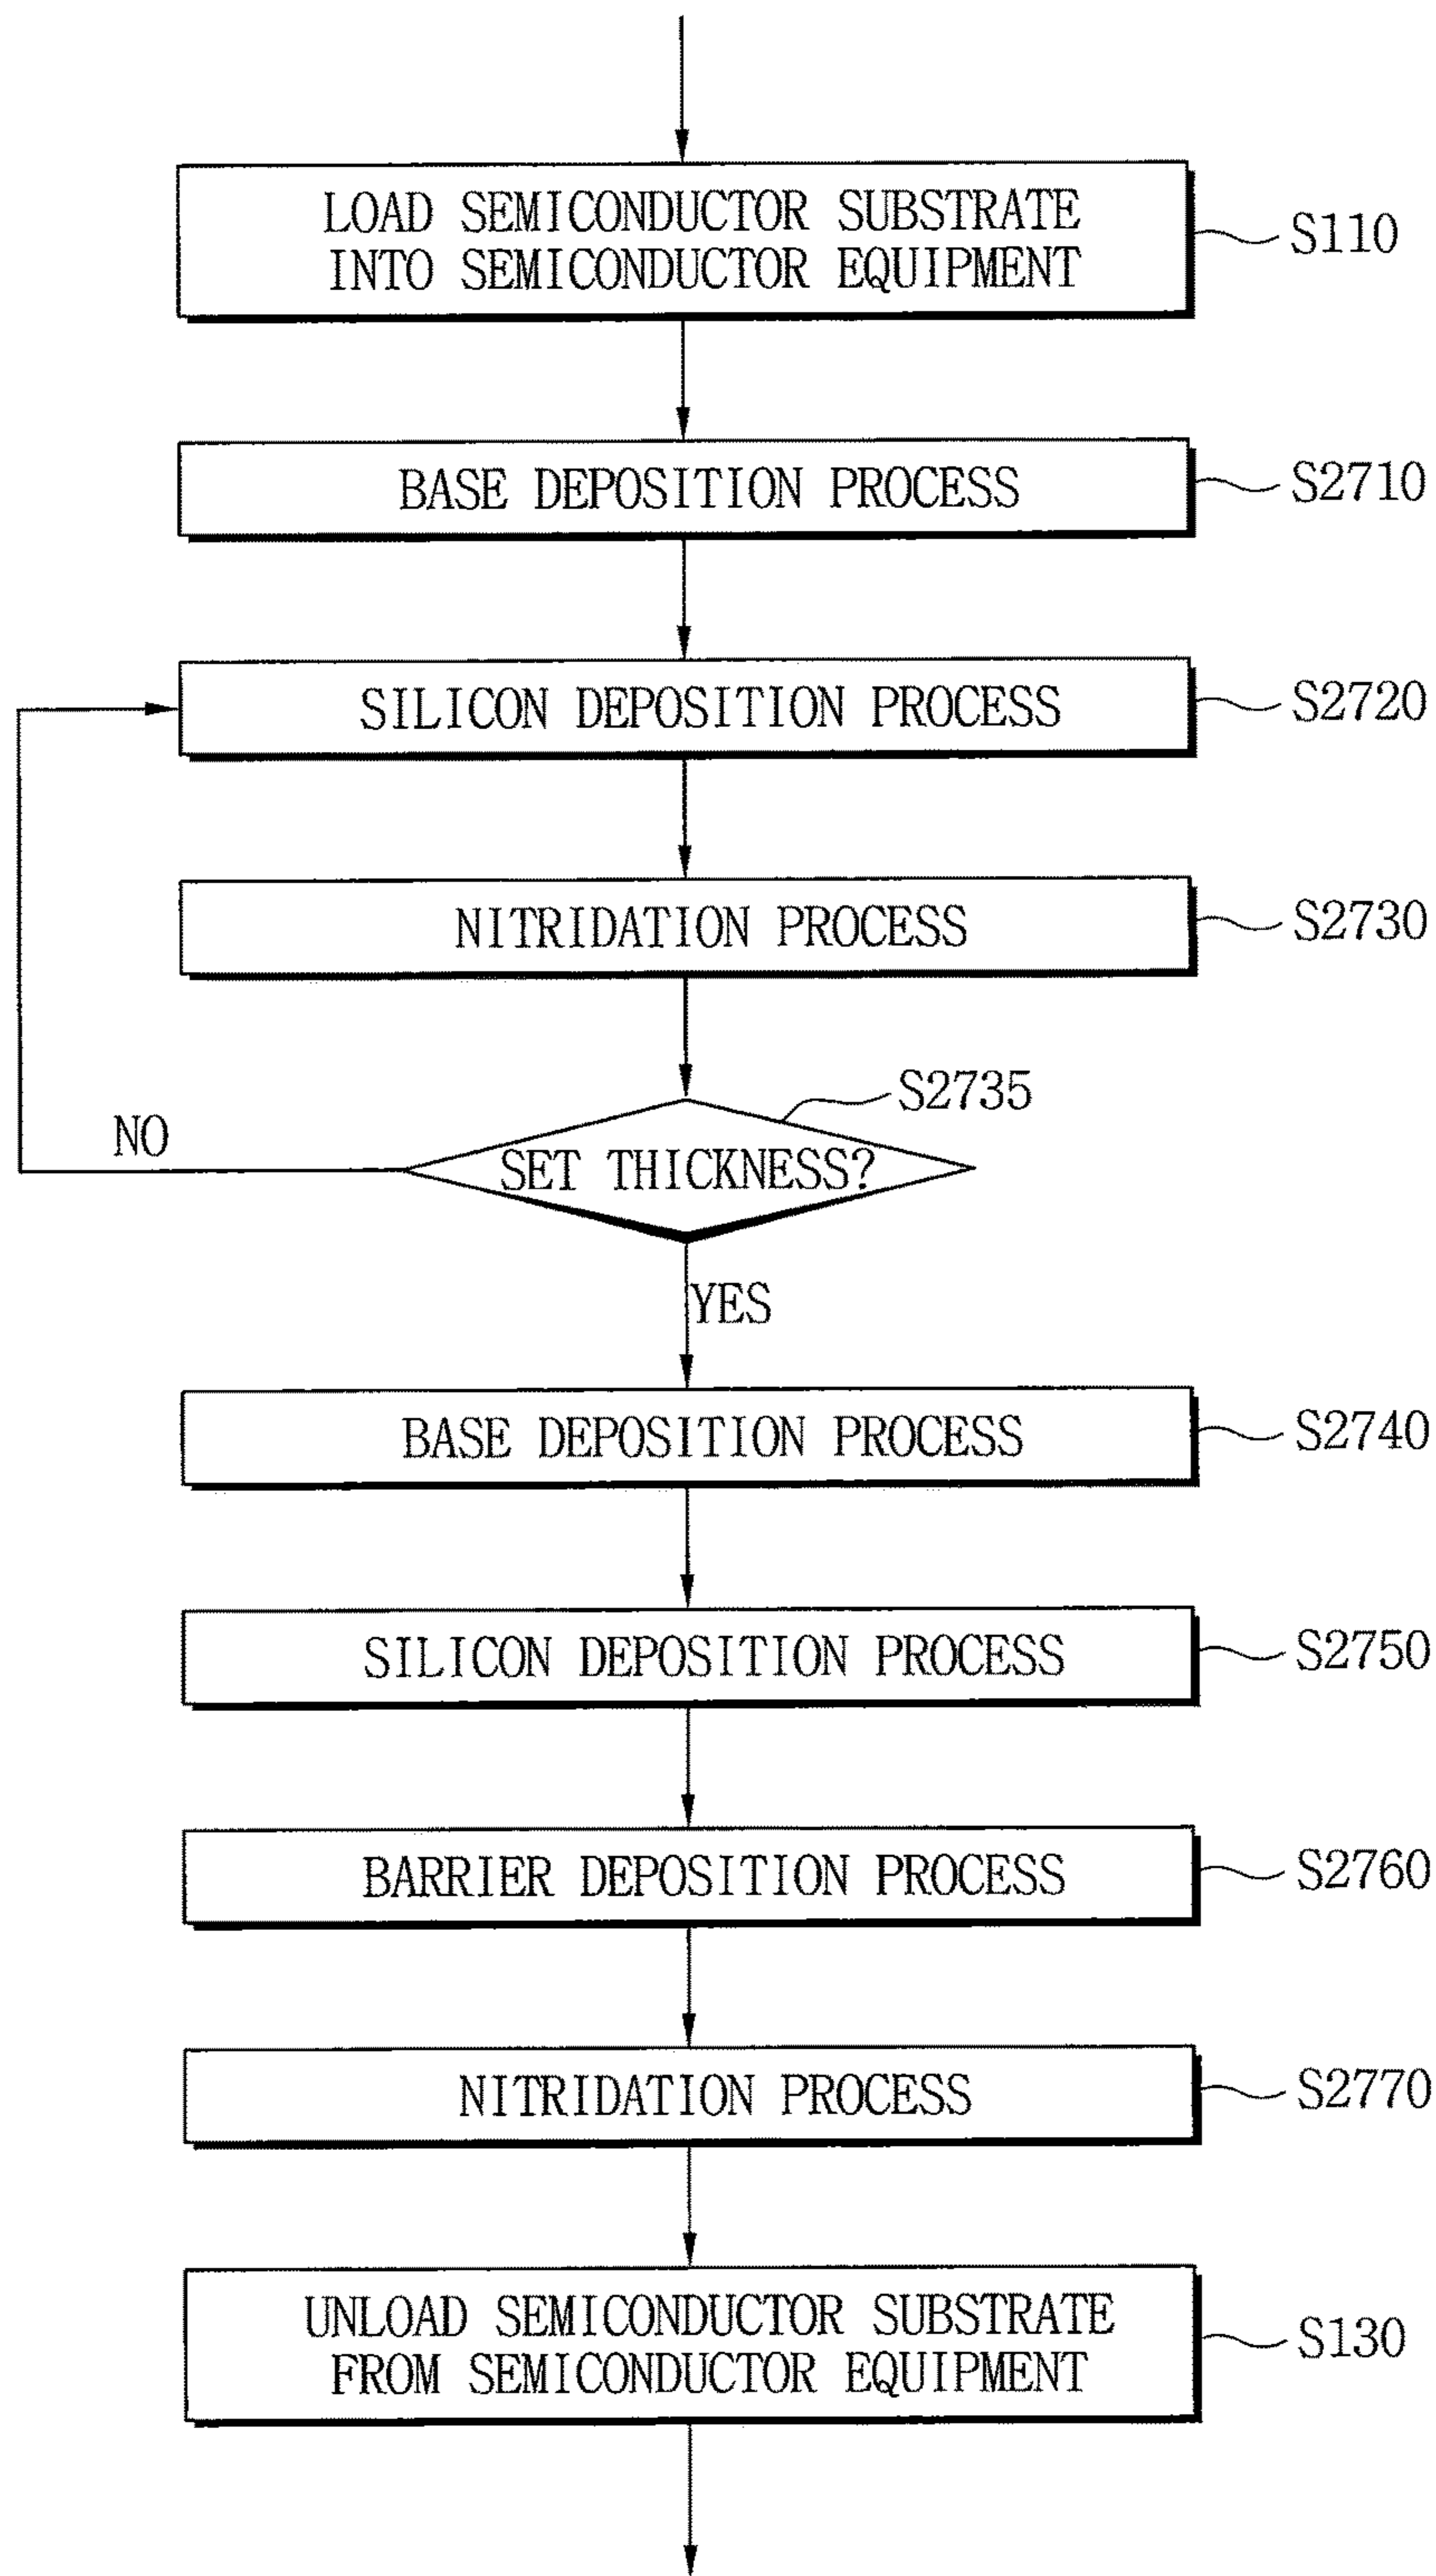 LOAD SEMICONDUCTOR SUBSTRATE
INTO SEMICONDUCTOR EQUIPMENT
S110
BASE DEPOSITION PROCESS
S2710
SILICON DEPOSITION PROCESS
S2720
NITRIDATION PROCESS
S2730
S2735
NO
SET THICKNESS?
YES
BASE DEPOSITION PROCESS
S2740
SILICON DEPOSITION PROCESS
S2750
BARRIER DEPOSITION PROCESS
S2760
NITRIDATION PROCESS
S2770
UNLOAD SEMICONDUCTOR SUBSTRATE
FROM SEMICONDUCTOR EQUIPMENT
S130